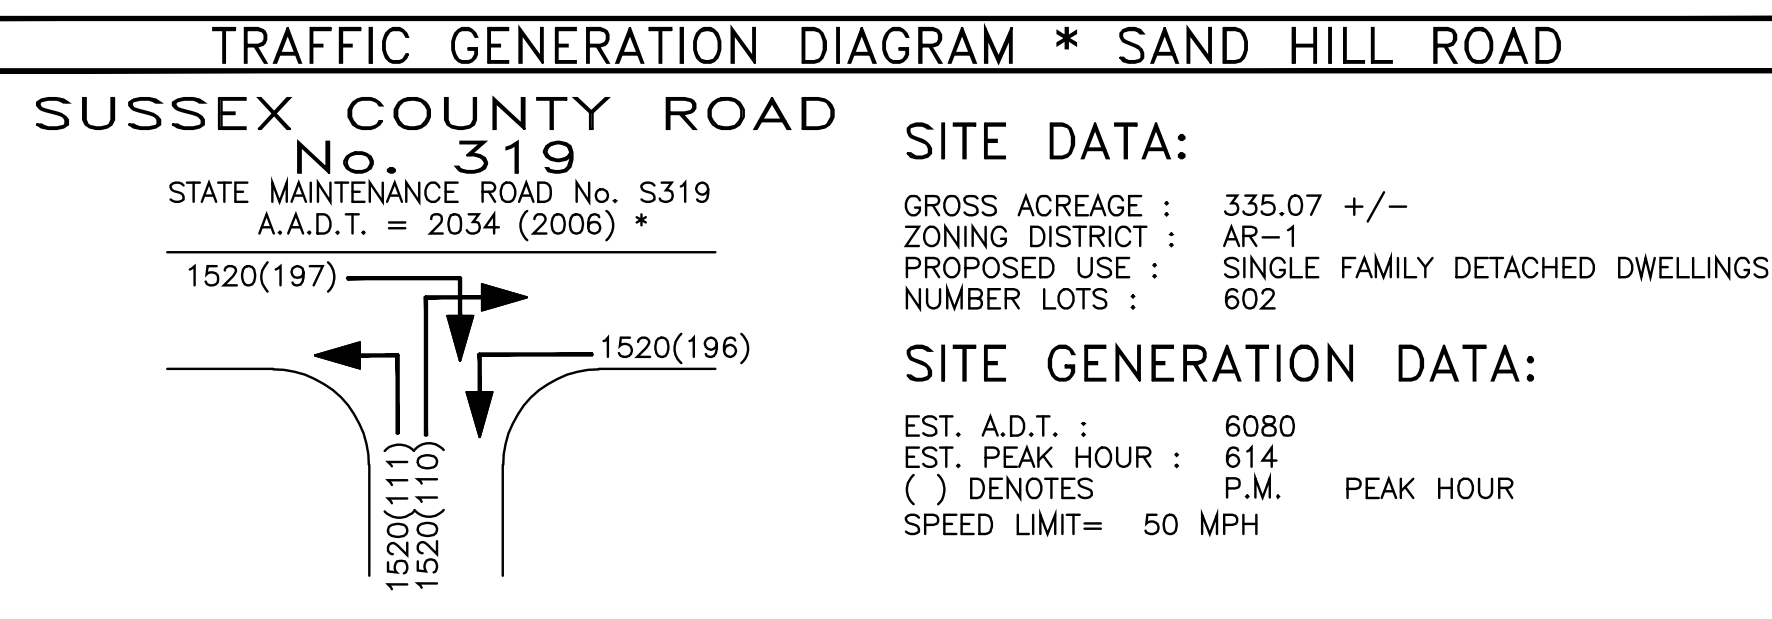 TRAFFIC GENERATION DIAGRAM * SAND HILL ROAD
SUSSEX COUNTY ROAD
No. 319
STATE MAINTENANCE ROAD No. S319
A.A.D.T. = 2034 (2006) *
1520(197)
1520(196)
1520(111)
1520(110)
SITE DATA:
GROSS ACREAGE : 335.07 +/-
ZONING DISTRICT : AR-1
PROPOSED USE : SINGLE FAMILY DETACHED DWELLINGS
NUMBER LOTS : 602
SITE GENERATION DATA:
EST. A.D.T. : 6080
EST. PEAK HOUR : 614
( ) DENOTES P.M. PEAK HOUR
SPEED LIMIT= 50 MPH